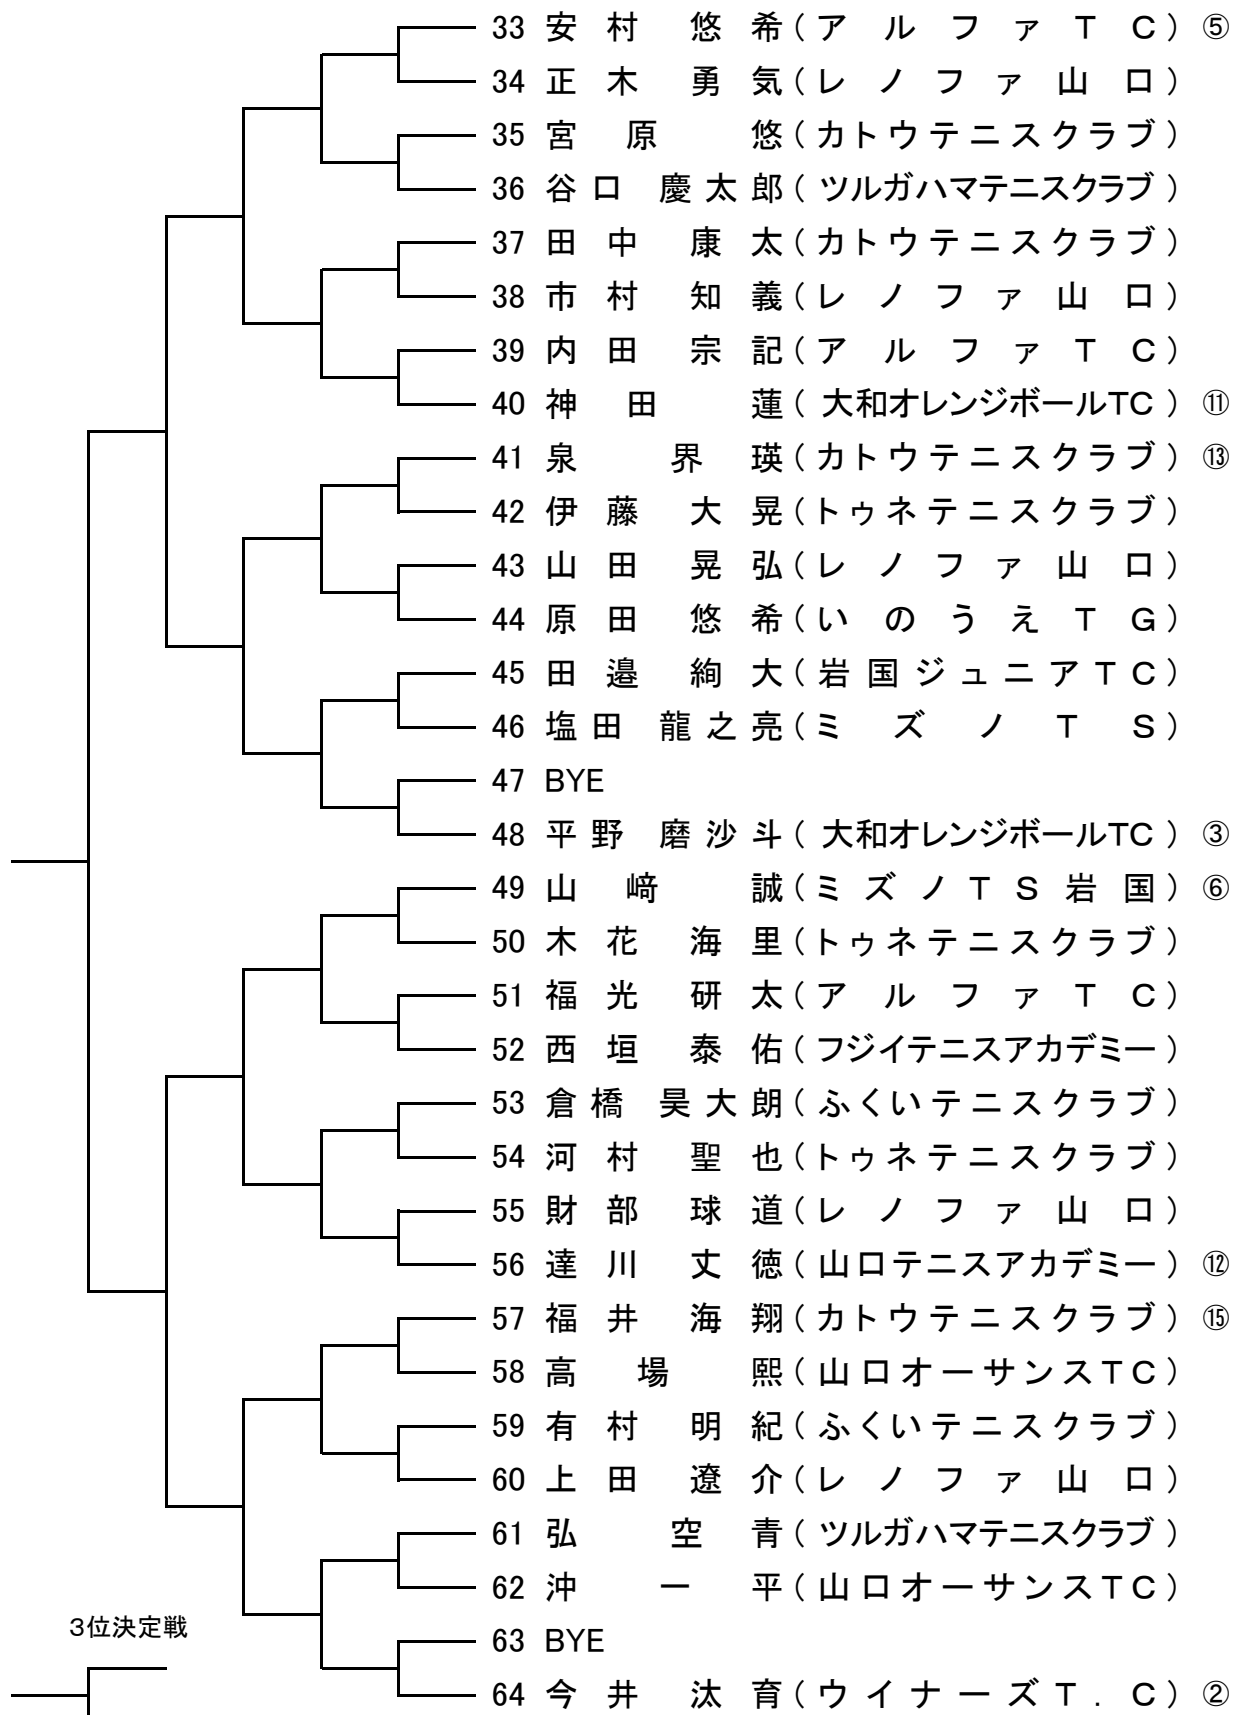 33 安村 悠希(アルファTC) ⑤
34 正木 勇気(レノファ山口)
35 宮原 悠(カトウテニスクラブ)
36 谷口 慶太郎(ツルガハマテニスクラブ)
37 田中 康太(カトウテニスクラブ)
38 市村 知義(レノファ山口)
39 内田 宗記(アルファTC)
40 神田 蓮(大和オレンジボールTC) ⑪
41 泉 界瑛(カトウテニスクラブ) ⑬
42 伊藤 大晃(トゥネテニスクラブ)
43 山田 晃弘(レノファ山口)
44 原田 悠希(いのうえTG)
45 田邉 絢大(岩国ジュニアTC)
46 塩田 龍之亮(ミズノTS)
47 BYE
48 平野 磨沙斗(大和オレンジボールTC) ③
49 山﨑 誠(ミズノTS岩国) ⑥
50 木花 海里(トゥネテニスクラブ)
51 福光 研太(アルファTC)
52 西垣 泰佑(フジイテニスアカデミー)
53 倉橋 昊大朗(ふくいテニスクラブ)
54 河村 聖也(トゥネテニスクラブ)
55 財部 球道(レノファ山口)
56 達川 丈徳(山口テニスアカデミー) ⑫
57 福井 海翔(カトウテニスクラブ) ⑮
58 高場 熙(山口オーサンスTC)
59 有村 明紀(ふくいテニスクラブ)
60 上田 遼介(レノファ山口)
61 弘 空青(ツルガハマテニスクラブ)
62 沖 一平(山口オーサンスTC)
3位決定戦
63 BYE
64 今井 汰育(ウイナーズT.C) ②